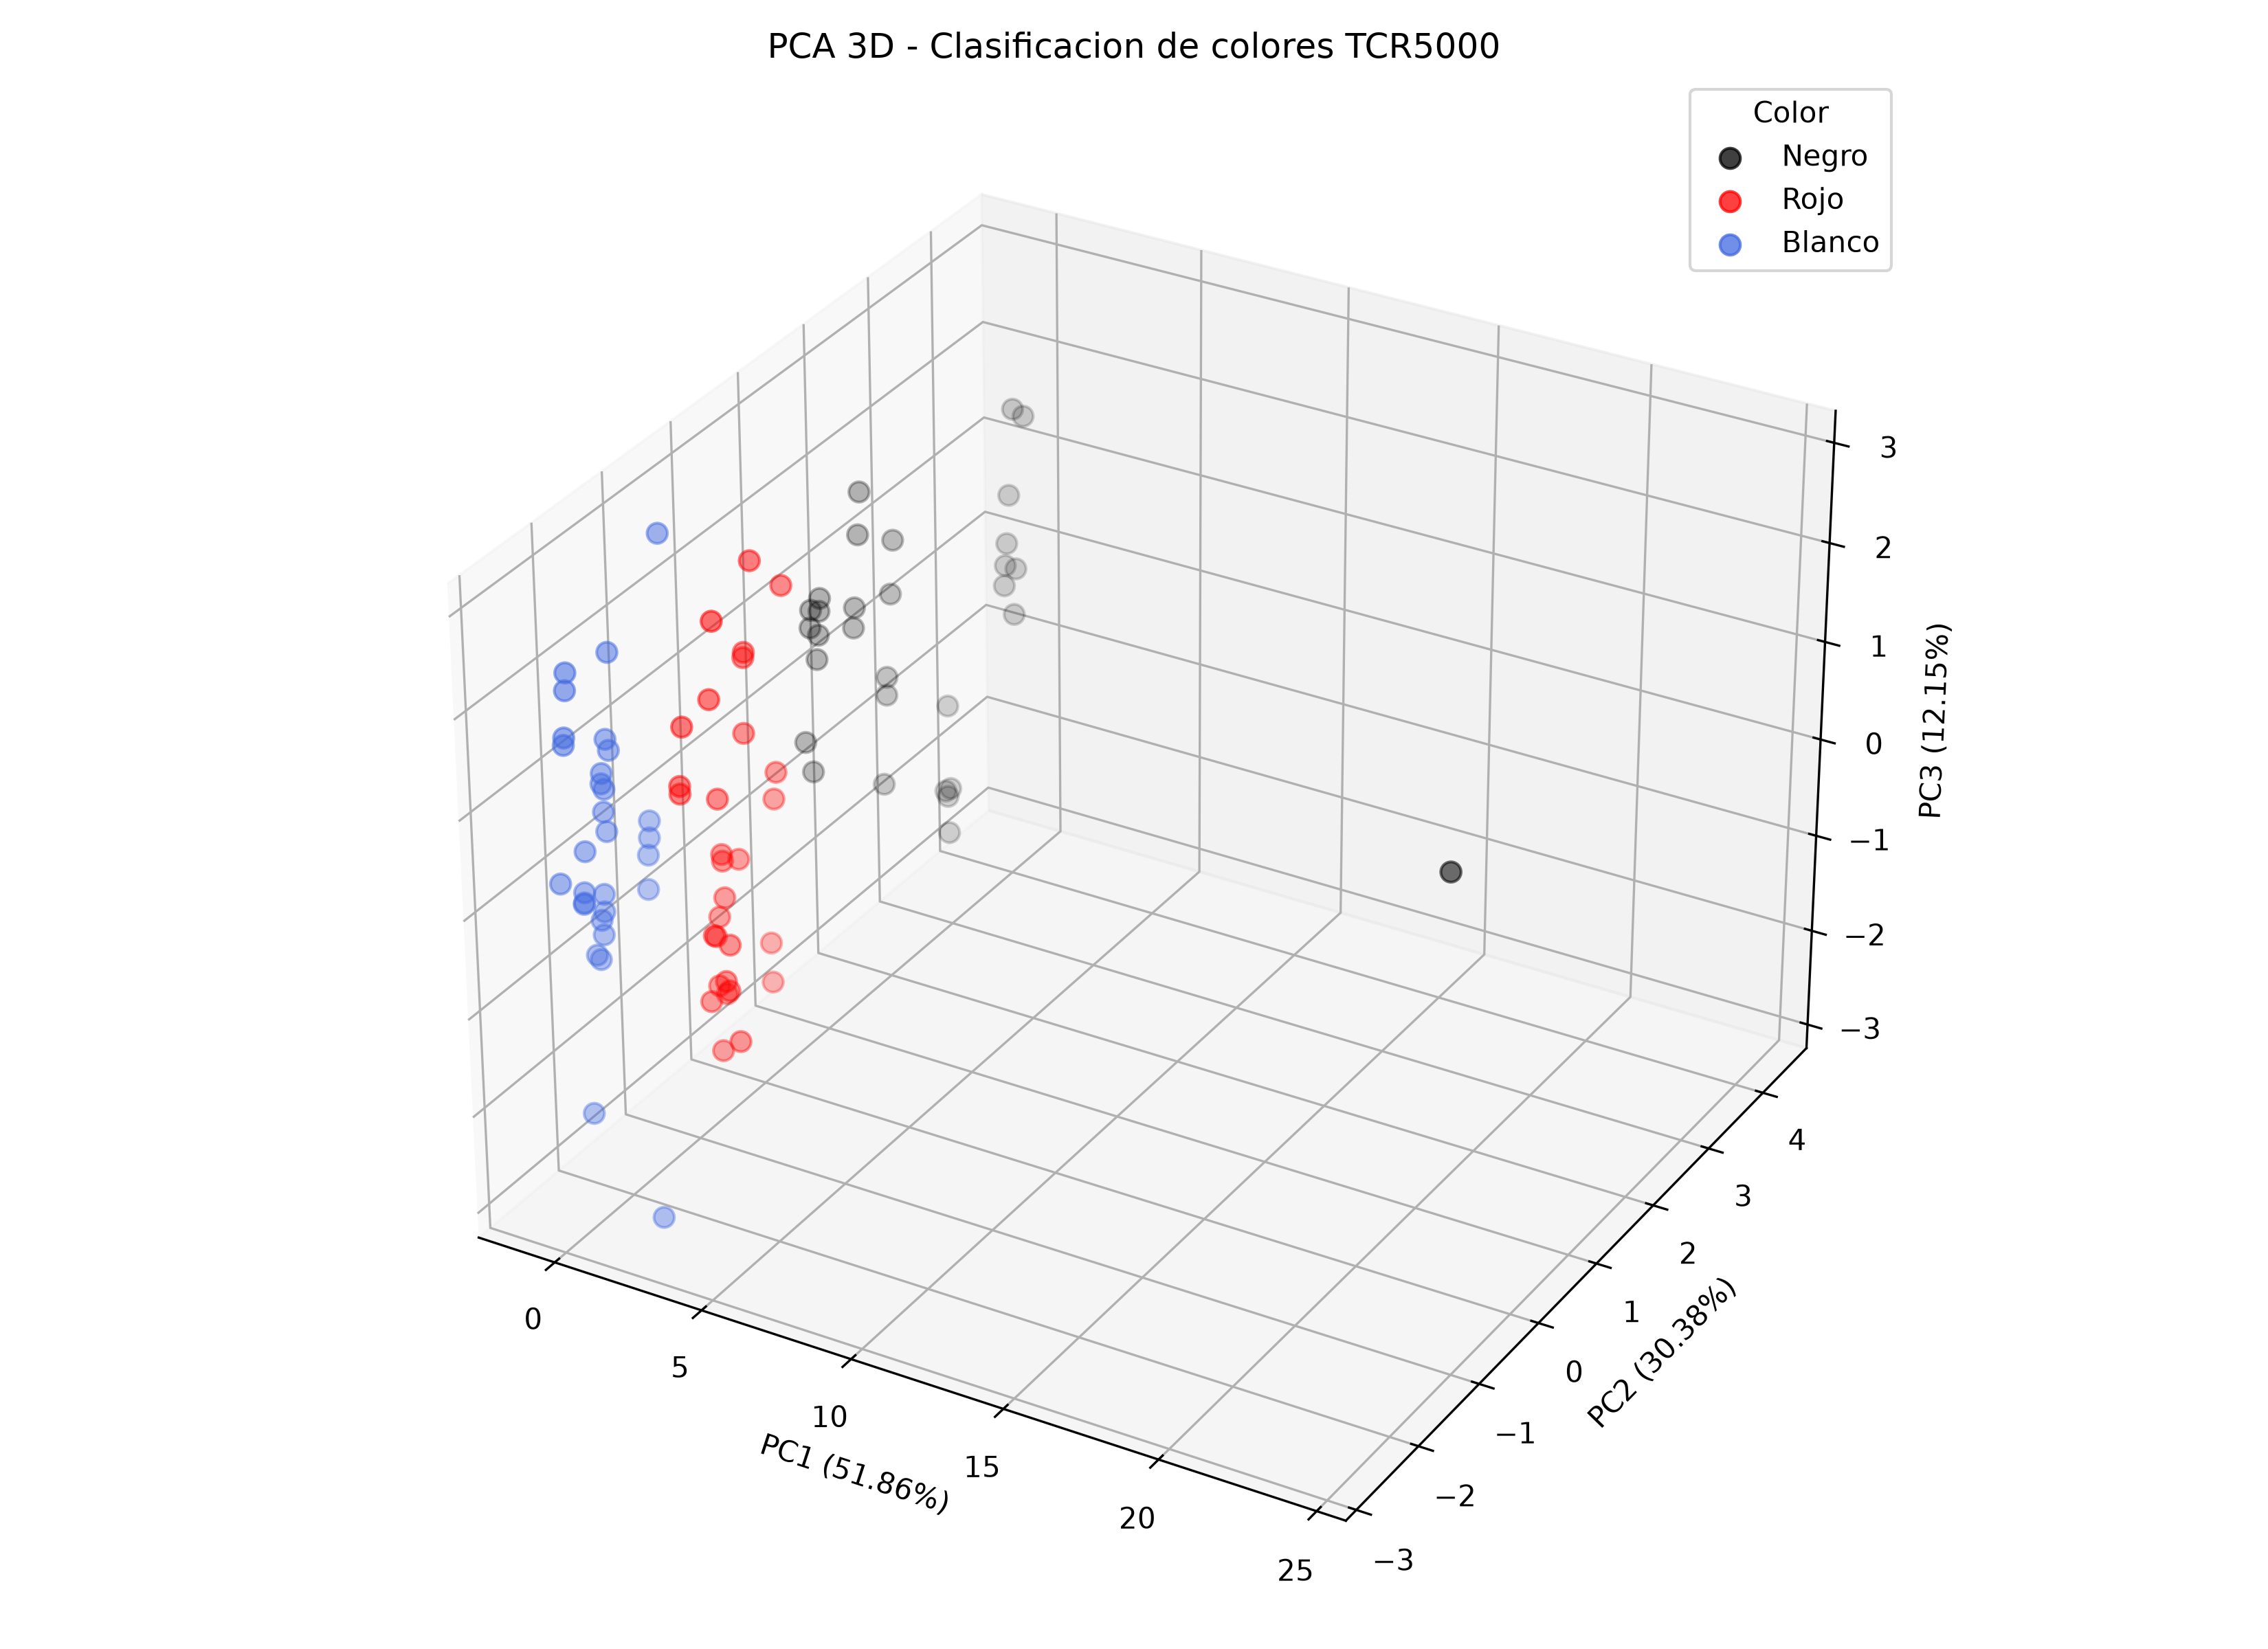 PCA 3D - Clasificacion de colores TCR5000
Color
Negro
Rojo
Blanco
3
2
1
0
−1
−2
−3
PC3 (12.15%)
4
3
2
1
0
−1
−2
−3
PC2 (30.38%)
0
5
10
15
20
25
PC1 (51.86%)